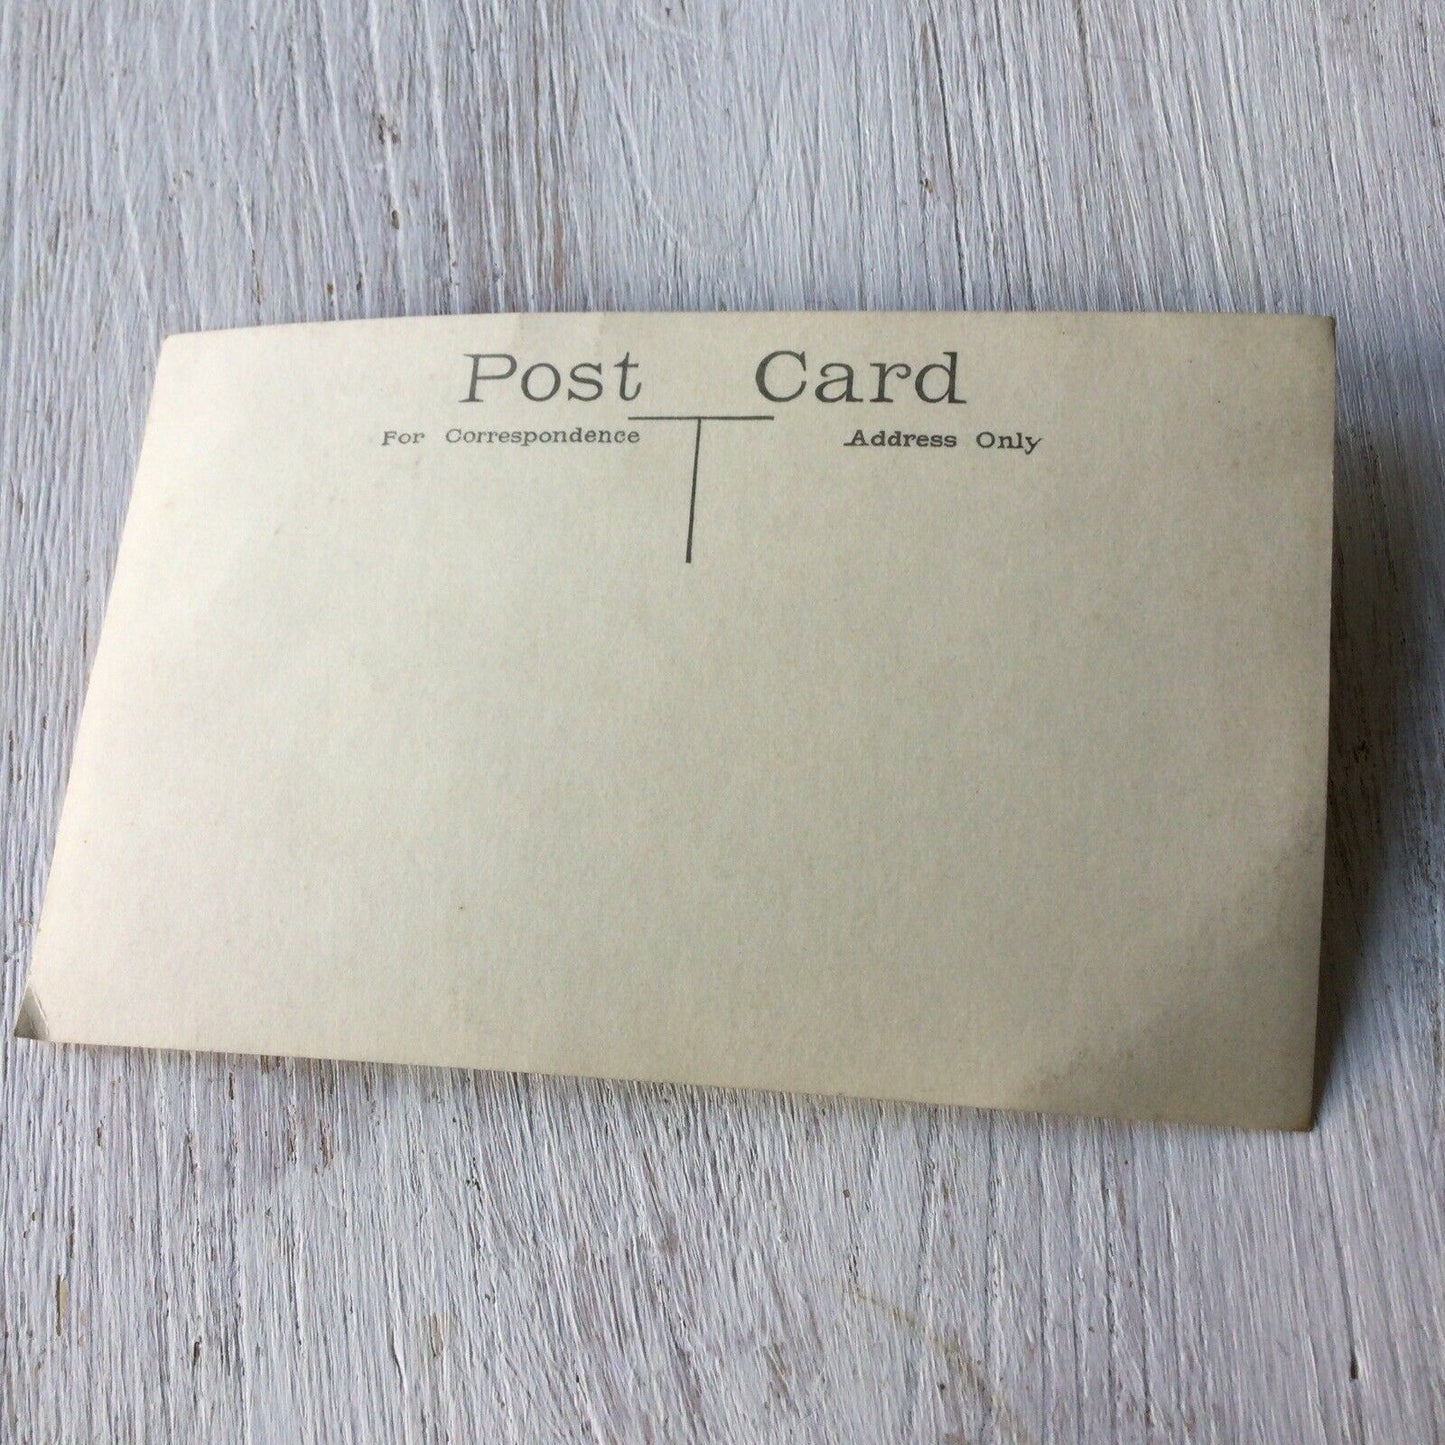 Post Card
For Correspondence Address Only